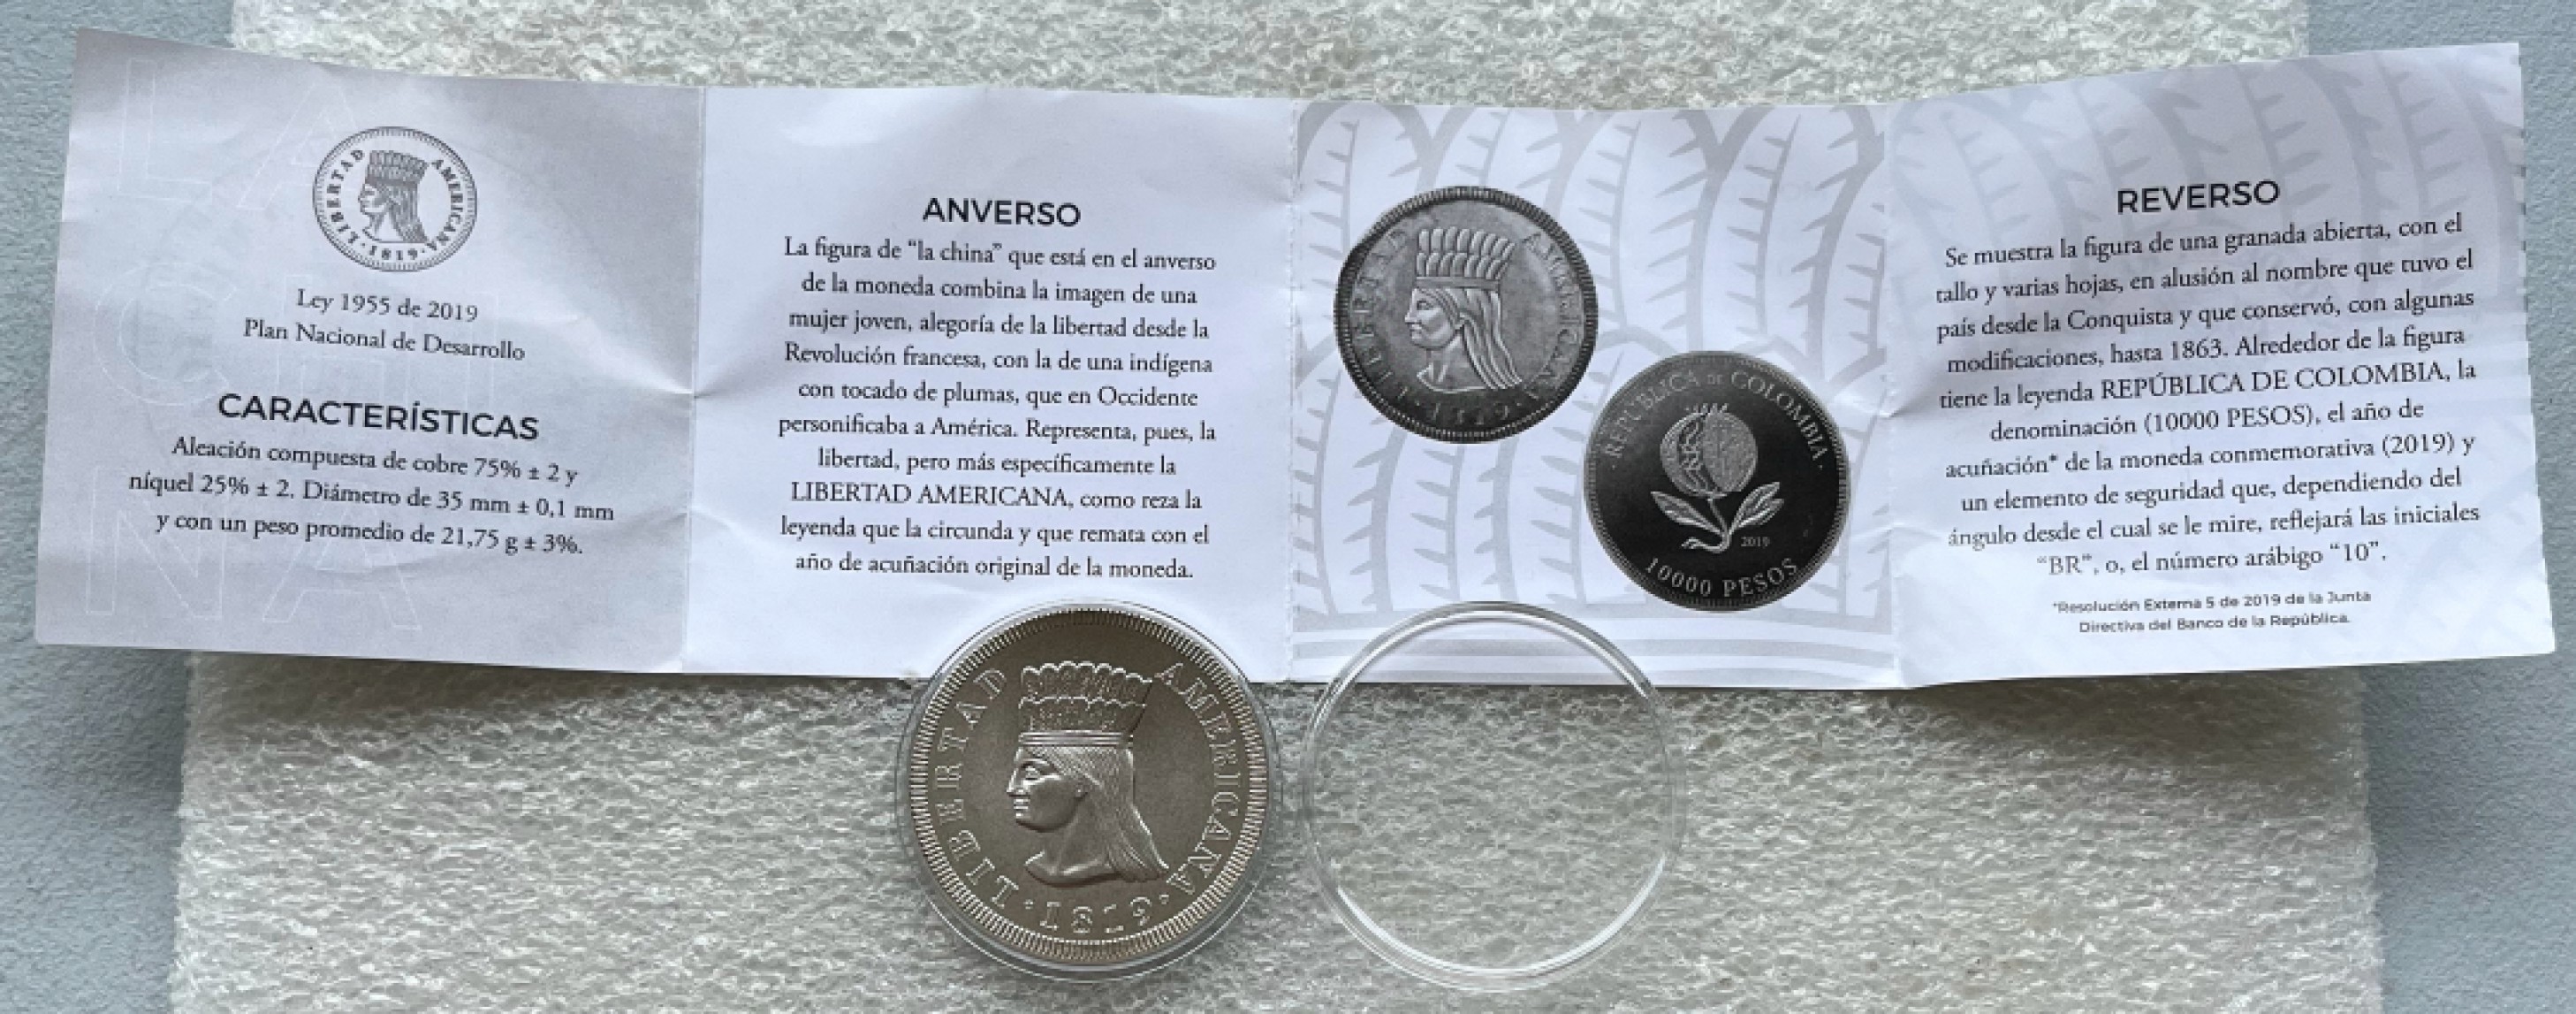 LA
CHI
NA
LIBERTAD AMERICANA
· 1819 ·
Ley 1955 de 2019
Plan Nacional de Desarrollo
CARACTERÍSTICAS
Aleación compuesta de cobre 75% ± 2 y
níquel 25% ± 2. Diámetro de 35 mm ± 0,1 mm
y con un peso promedio de 21,75 g ± 3%.
ANVERSO
La figura de “la china” que está en el anverso
de la moneda combina la imagen de una
mujer joven, alegoría de la libertad desde la
Revolución francesa, con la de una indígena
con tocado de plumas, que en Occidente
personificaba a América. Representa, pues, la
libertad, pero más específicamente la
LIBERTAD AMERICANA, como reza la
leyenda que la circunda y que remata con el
año de acuñación original de la moneda.
LIBERTAD AMERICANA
· 1819 ·
· REPÚBLICA DE COLOMBIA ·
2019
10000 PESOS
REVERSO
Se muestra la figura de una granada abierta, con el
tallo y varias hojas, en alusión al nombre que tuvo el
país desde la Conquista y que conservó, con algunas
modificaciones, hasta 1863. Alrededor de la figura
tiene la leyenda REPÚBLICA DE COLOMBIA, la
denominación (10000 PESOS), el año de
acuñación* de la moneda conmemorativa (2019) y
un elemento de seguridad que, dependiendo del
ángulo desde el cual se le mire, reflejará las iniciales
“BR”, o, el número arábigo “10”.
*Resolución Externa 5 de 2019 de la Junta
Directiva del Banco de la República.
LIBERTAD AMERICANA
· 1819 ·